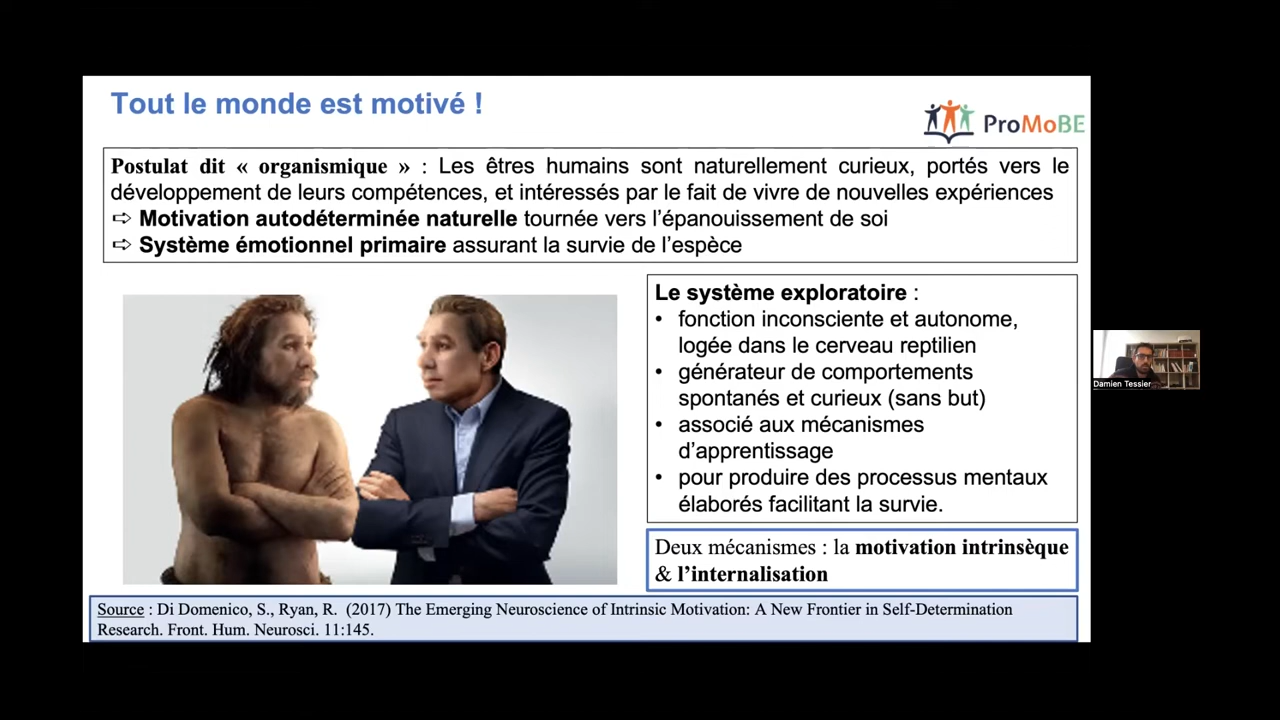 Tout le monde est motivé !
ProMoBE
Postulat dit « organismique » : Les êtres humains sont naturellement curieux, portés vers le
développement de leurs compétences, et intéressés par le fait de vivre de nouvelles expériences
⇨ Motivation autodéterminée naturelle tournée vers l'épanouissement de soi
⇨ Système émotionnel primaire assurant la survie de l'espèce
Le système exploratoire :
• fonction inconsciente et autonome,
logée dans le cerveau reptilien
• générateur de comportements
spontanés et curieux (sans but)
• associé aux mécanismes
d'apprentissage
• pour produire des processus mentaux
élaborés facilitant la survie.
Deux mécanismes : la motivation intrinsèque
& l'internalisation
Source : Di Domenico, S., Ryan, R. (2017) The Emerging Neuroscience of Intrinsic Motivation: A New Frontier in Self-Determination
Research. Front. Hum. Neurosci. 11:145.
Damien Tessier